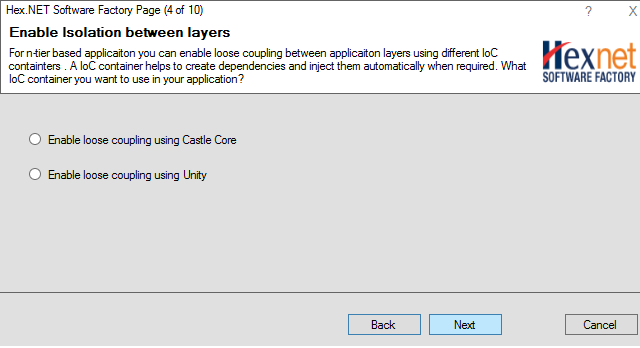 Hex.NET Software Factory Page (4 of 10)
? X
Enable Isolation between layers
For n-tier based applicaiton you can enable loose coupling between applicaiton layers using different IoC
containters . A IoC container helps to create dependencies and inject them automatically when required. What
IoC container you want to use in your application?
Hexnet
SOFTWARE FACTORY
Enable loose coupling using Castle Core
Enable loose coupling using Unity
Back Next Cancel